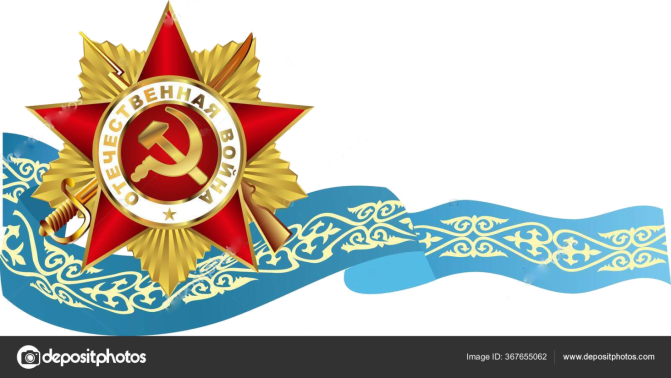 ОТЕЧЕСТВЕННАЯ ВОЙНА
depositphotos
Image ID: 367655062
www.depositphotos.com